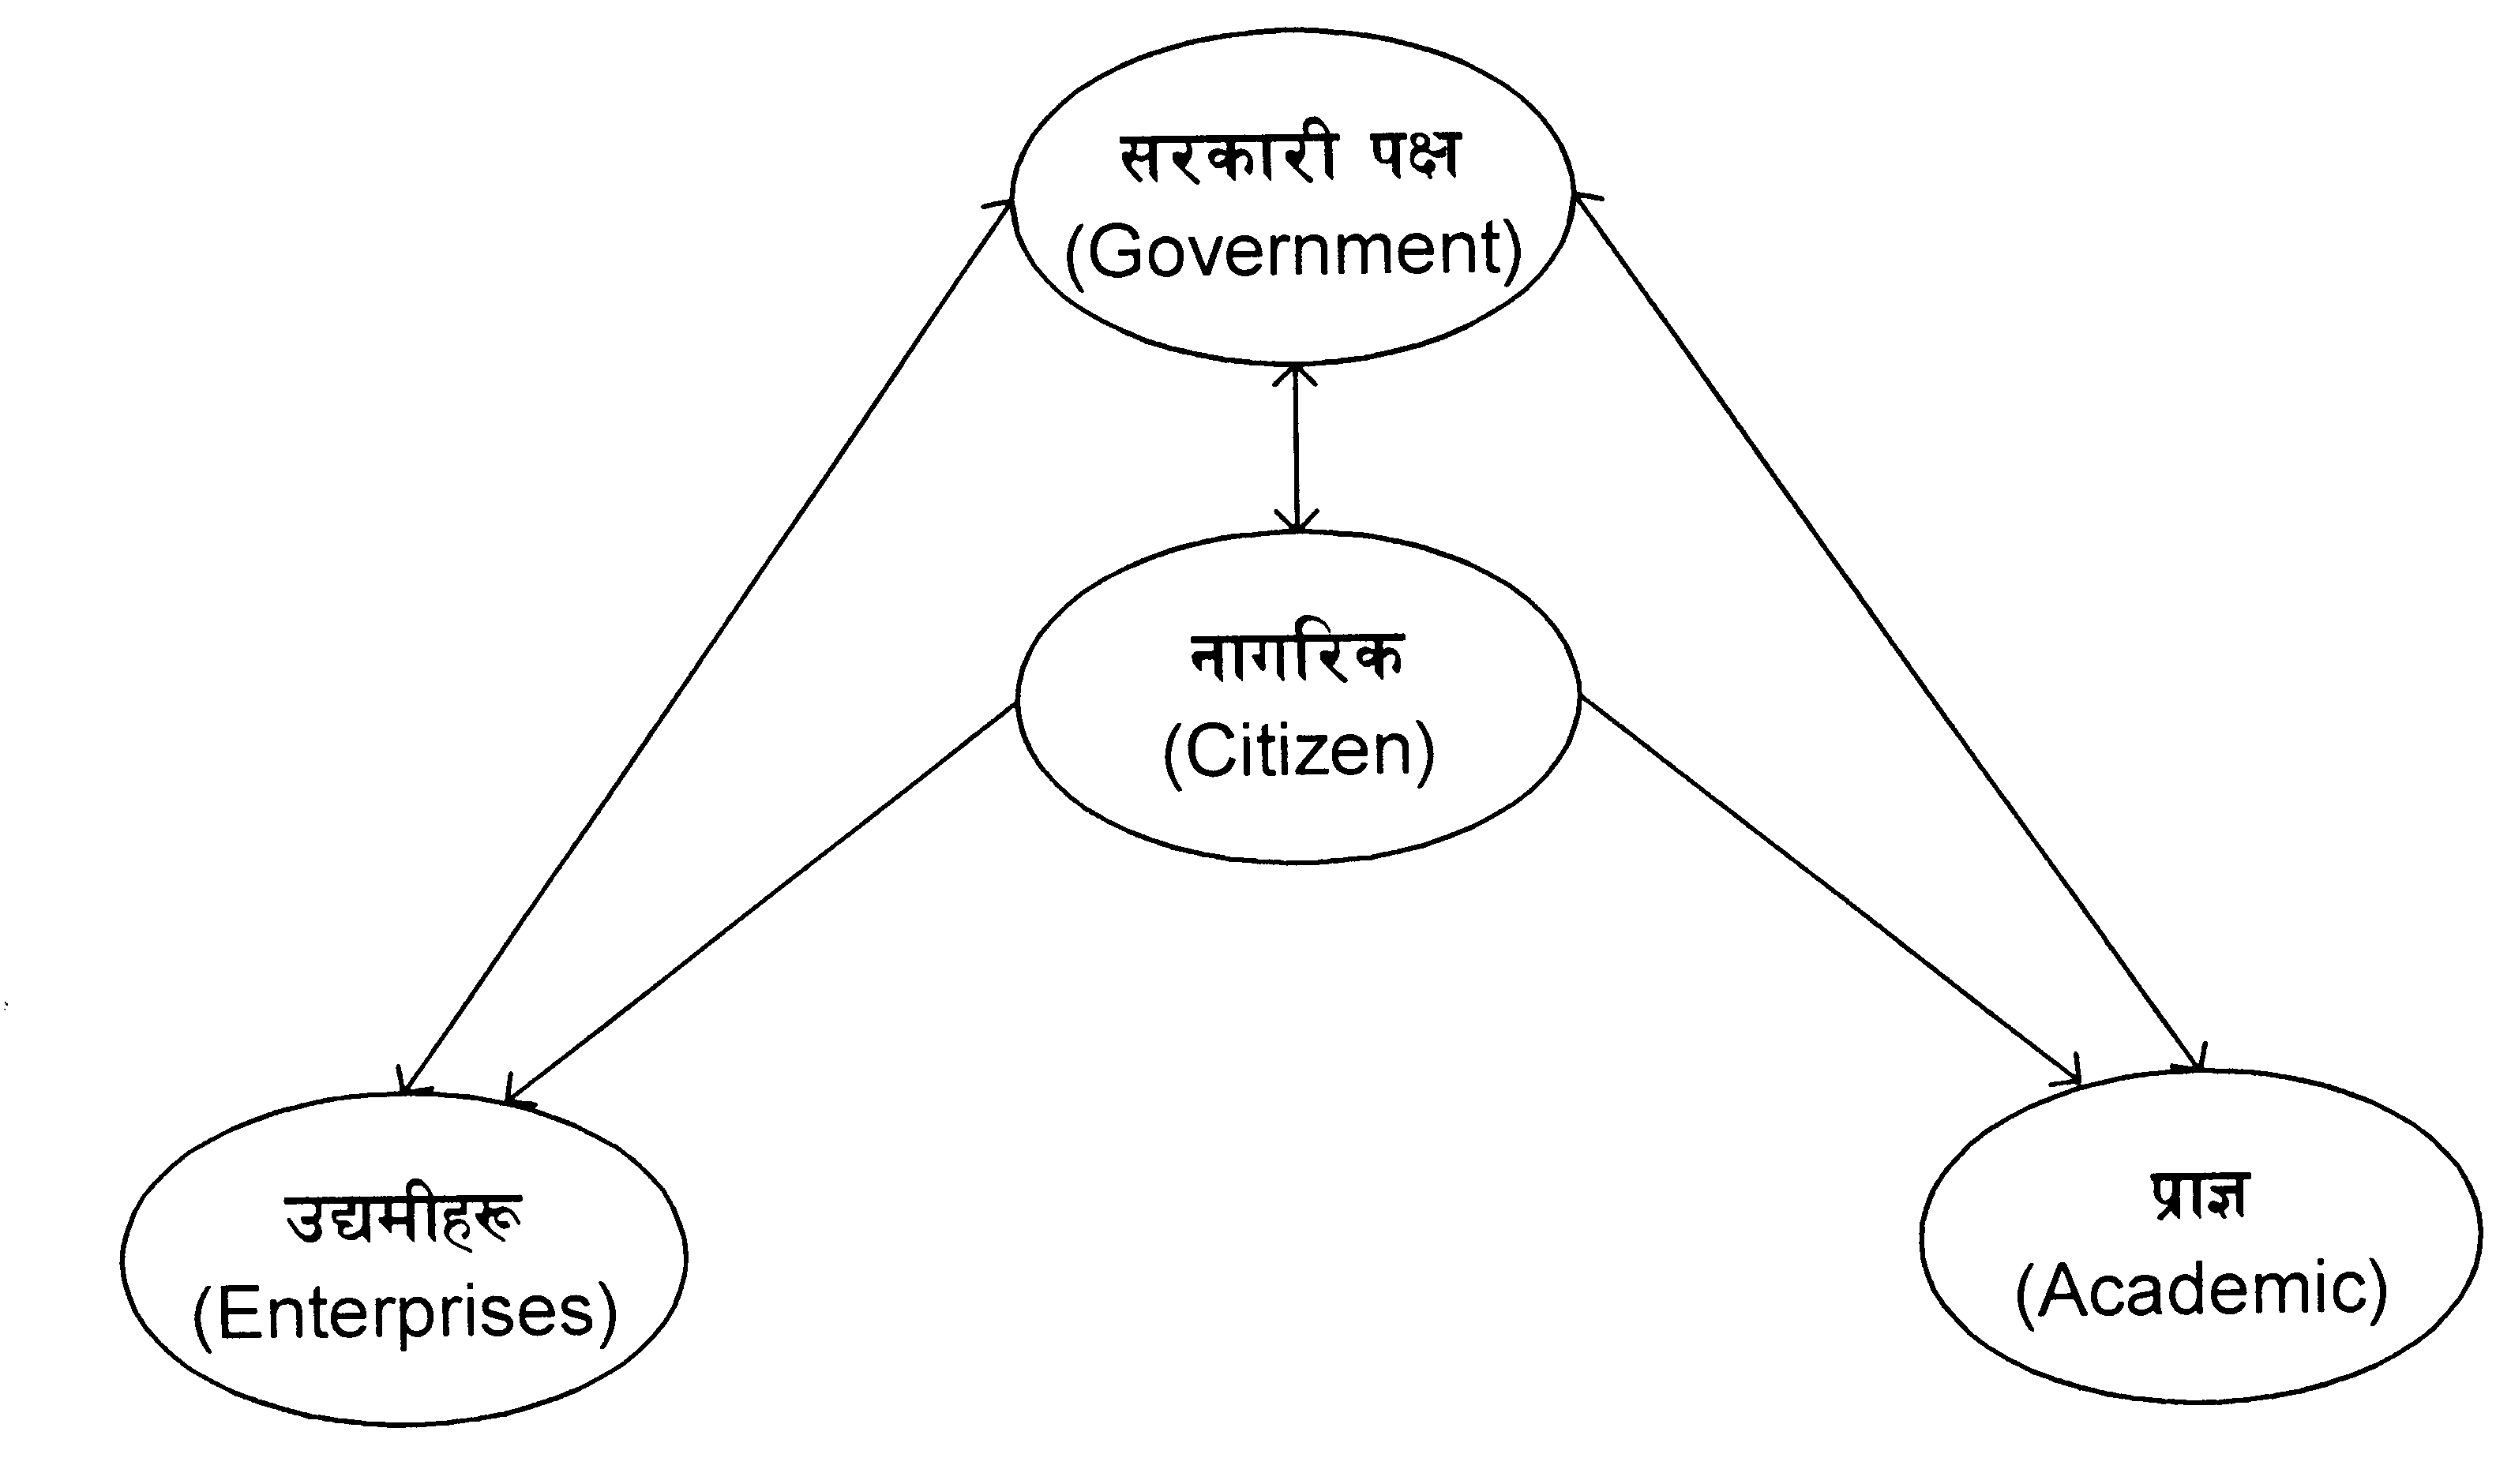 सरकारी पक्ष
(Government)
नागरिक
(Citizen)
उद्यमीहरू
(Enterprises)
प्राज्ञ
(Academic)